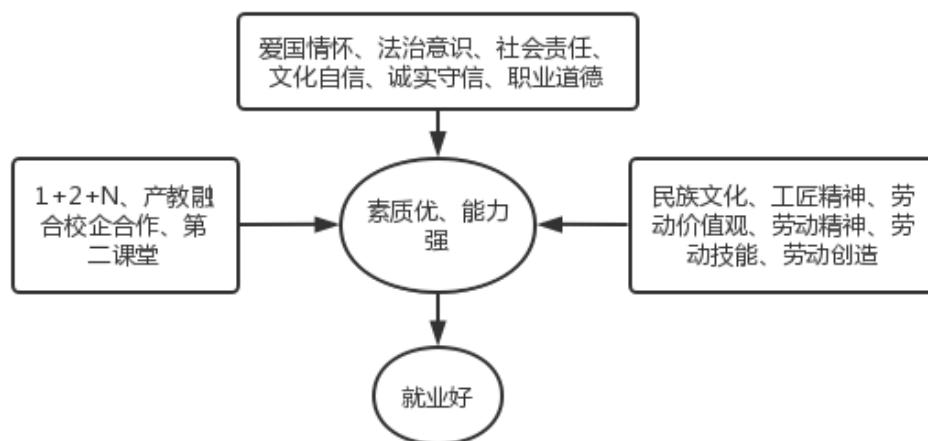 爱国情怀、法治意识、社会责任、
文化自信、诚实守信、职业道德
1+2+N、产教融
合校企合作、第
二课堂
素质优、能力
强
民族文化、工匠精神、劳
动价值观、劳动精神、劳
动技能、劳动创造
就业好